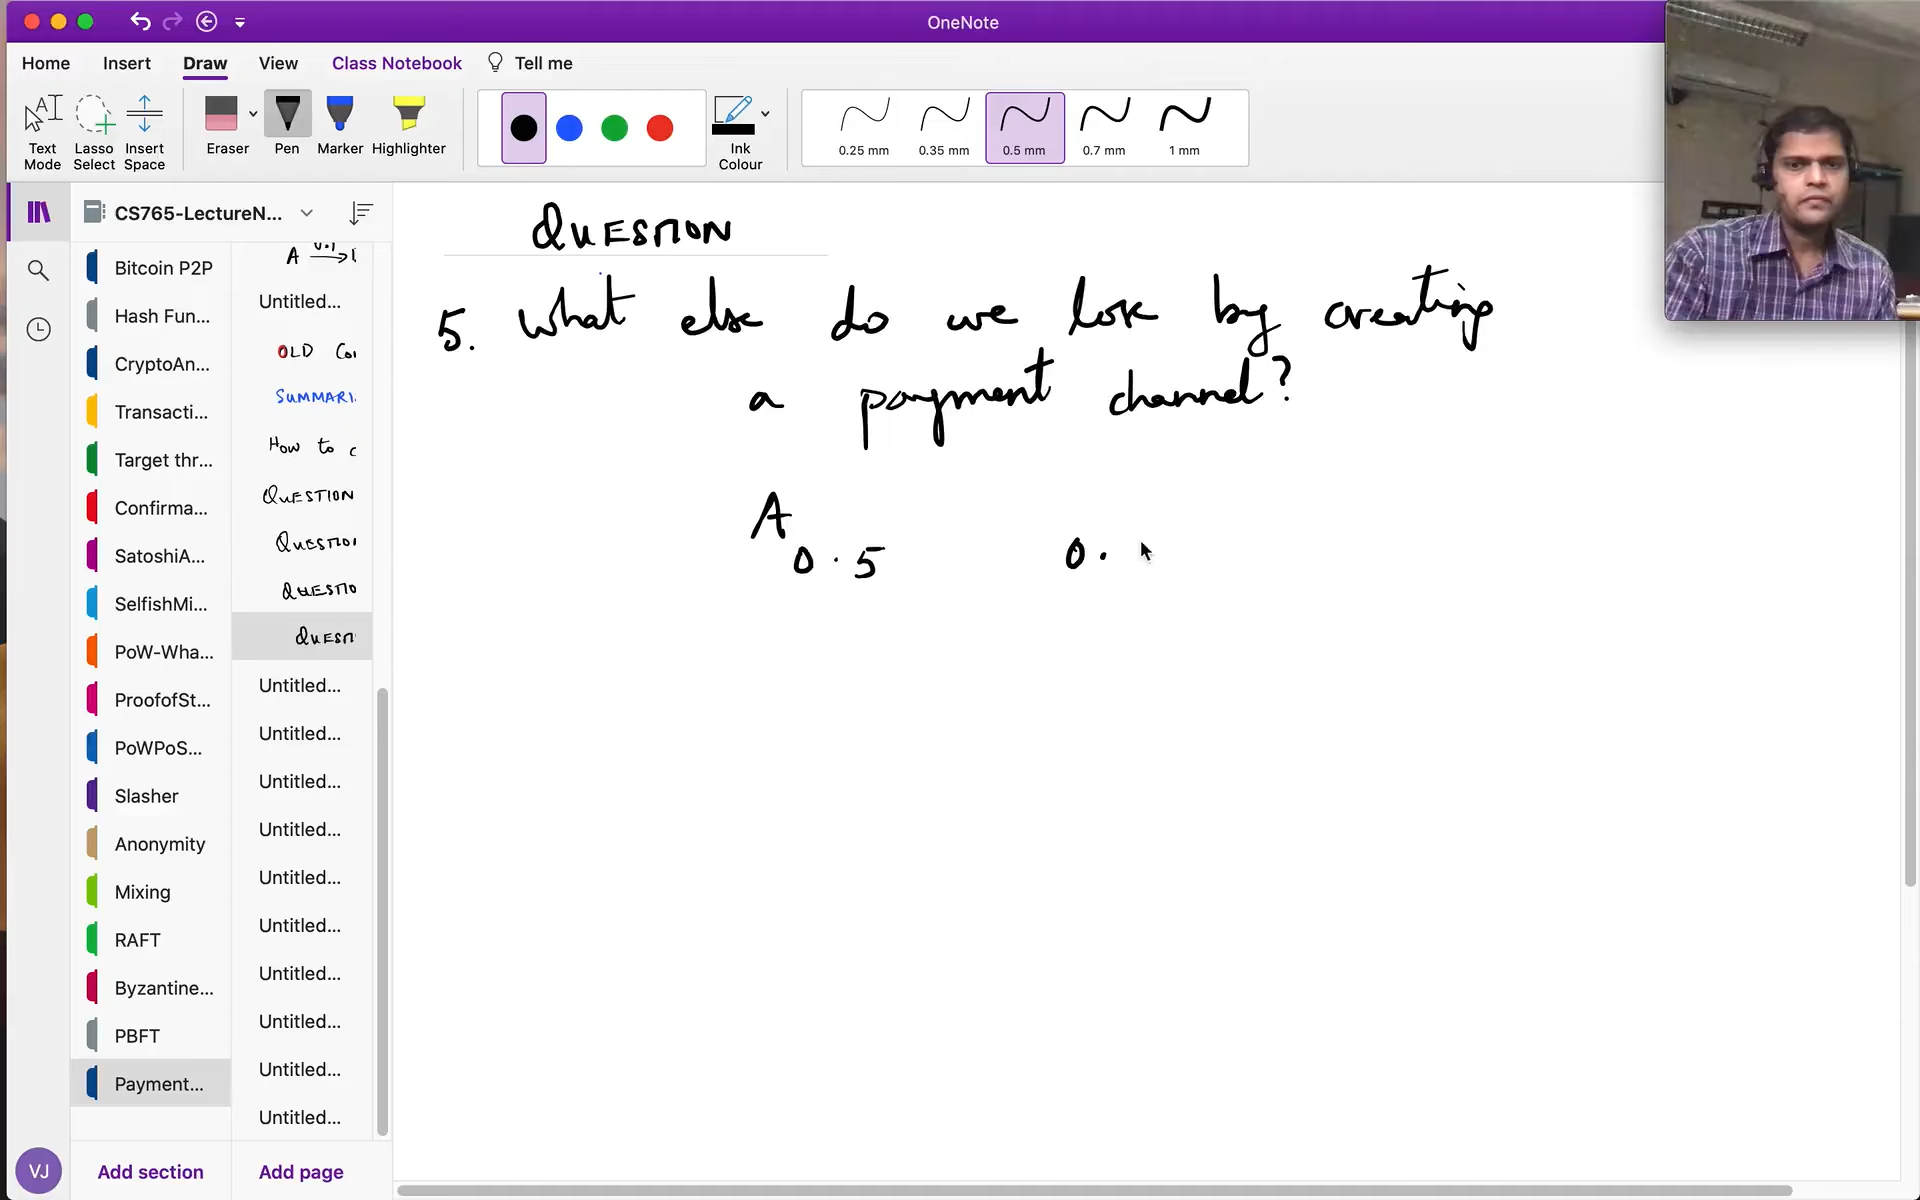 OneNote
Home Insert Draw View Class Notebook Tell me
Text Mode
Lasso Select
Insert Space
Eraser
Pen
Marker
Highlighter
Ink Colour
0.25 mm
0.35 mm
0.5 mm
0.7 mm
1 mm
CS765-LectureN...
Bitcoin P2P
Hash Fun...
CryptoAn...
Transacti...
Target thr...
Confirma...
SatoshiA...
SelfishMi...
PoW-Wha...
ProofofSt...
PoWPoS...
Slasher
Anonymity
Mixing
RAFT
Byzantine...
PBFT
Payment...
Add section
A
Untitled...
OLD Co
SUMMARI
How to c
QUESTION
QUESTIO
QUESTIO
QUESTI
Untitled...
Untitled...
Untitled...
Untitled...
Untitled...
Untitled...
Untitled...
Untitled...
Untitled...
Untitled...
Add page
VJ
QUESTION
5. What else do we lose by creating
a payment channel?
A
0.5 0.